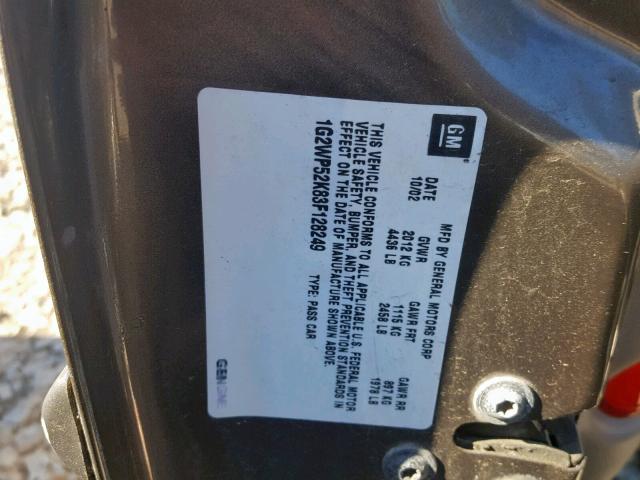 GM
MFD BY GENERAL MOTORS CORP
DATE GVWR GAWR FRT GAWR RR
10/02 2012 KG 1115 KG 897 KG
4436 LB 2458 LB 1978 LB
THIS VEHICLE CONFORMS TO ALL APPLICABLE U.S. FEDERAL MOTOR
VEHICLE SAFETY, BUMPER, AND THEFT PREVENTION STANDARDS IN
EFFECT ON THE DATE OF MANUFACTURE SHOWN ABOVE.
1G2WP52K83F128249 TYPE: PASS CAR